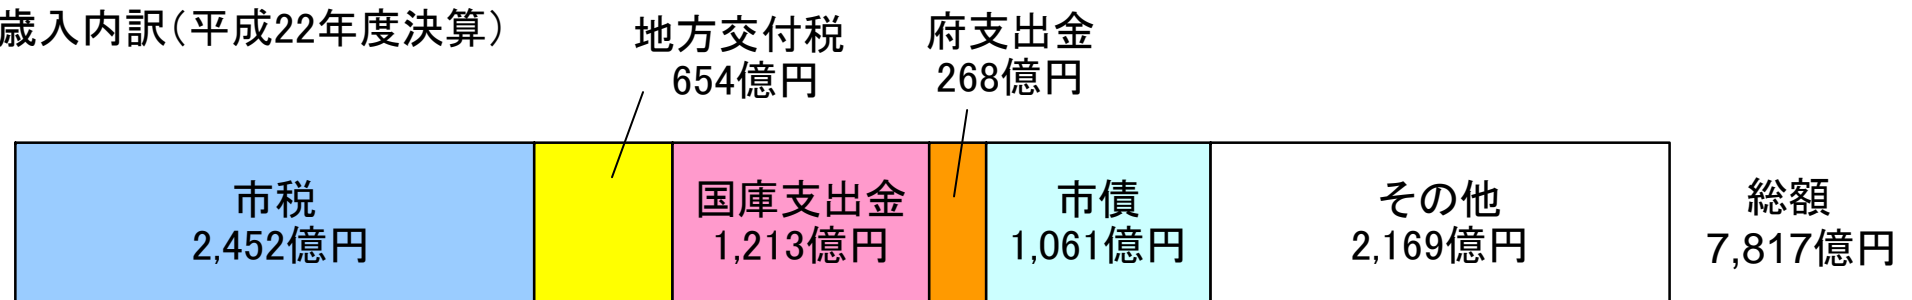 歳入内訳(平成22年度決算)
地方交付税
654億円
府支出金
268億円
市税
2,452億円
国庫支出金
1,213億円
市債
1,061億円
その他
2,169億円
総額
7,817億円